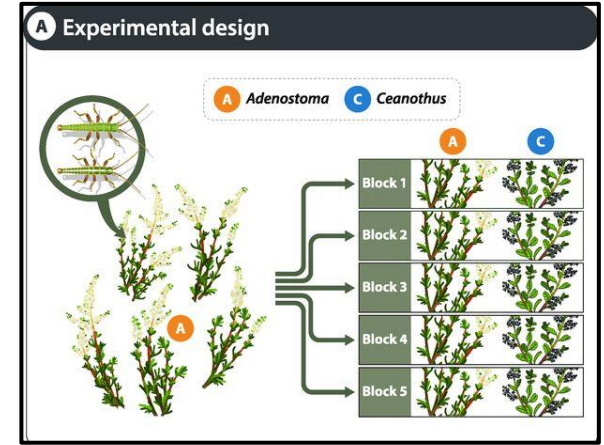 A Experimental design
A Adenostoma C Ceanothus
A C
Block 1
Block 2
Block 3
A
Block 4
Block 5